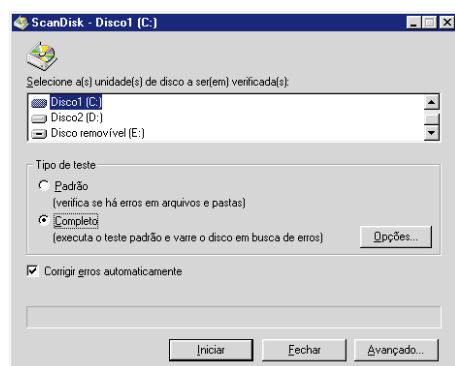 ScanDisk - Disco1 (C:)
Selecione a(s) unidade(s) de disco a ser(em) verificada(s):
Disco1 (C:)
Disco2 (D:)
Disco removível (E:)
Tipo de teste
Padrão
(verifica se há erros em arquivos e pastas)
Completo
(executa o teste padrão e varre o disco em busca de erros)
Opções...
Corrigir erros automaticamente
Iniciar Fechar Avançado...